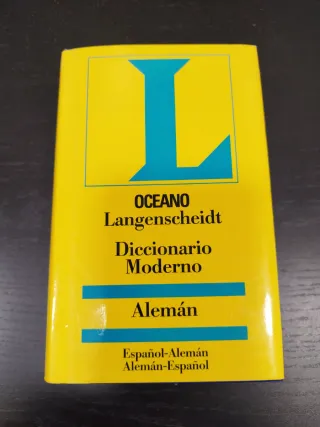 L
OCEANO
Langenscheidt
Diccionario
Moderno
Alemán
Español-Alemán
Alemán-Español